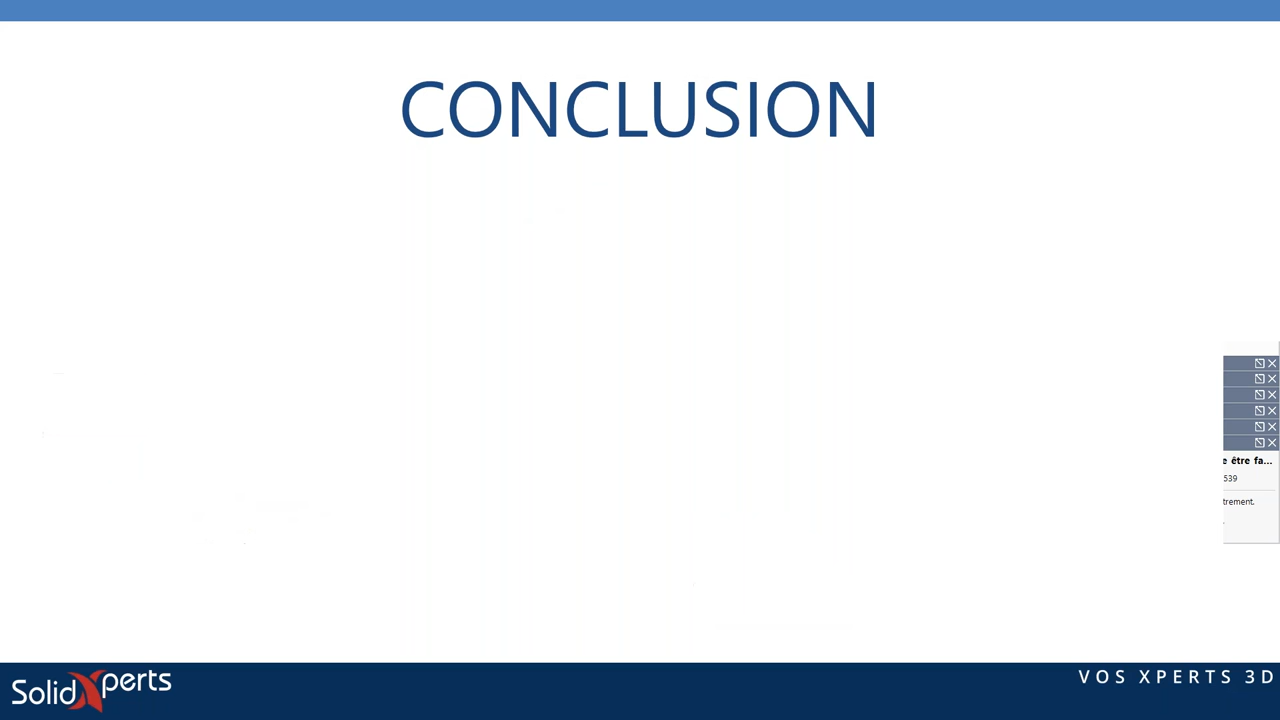 CONCLUSION
e être fa...
539
trement.
SolidXperts
VOS XPERTS 3D